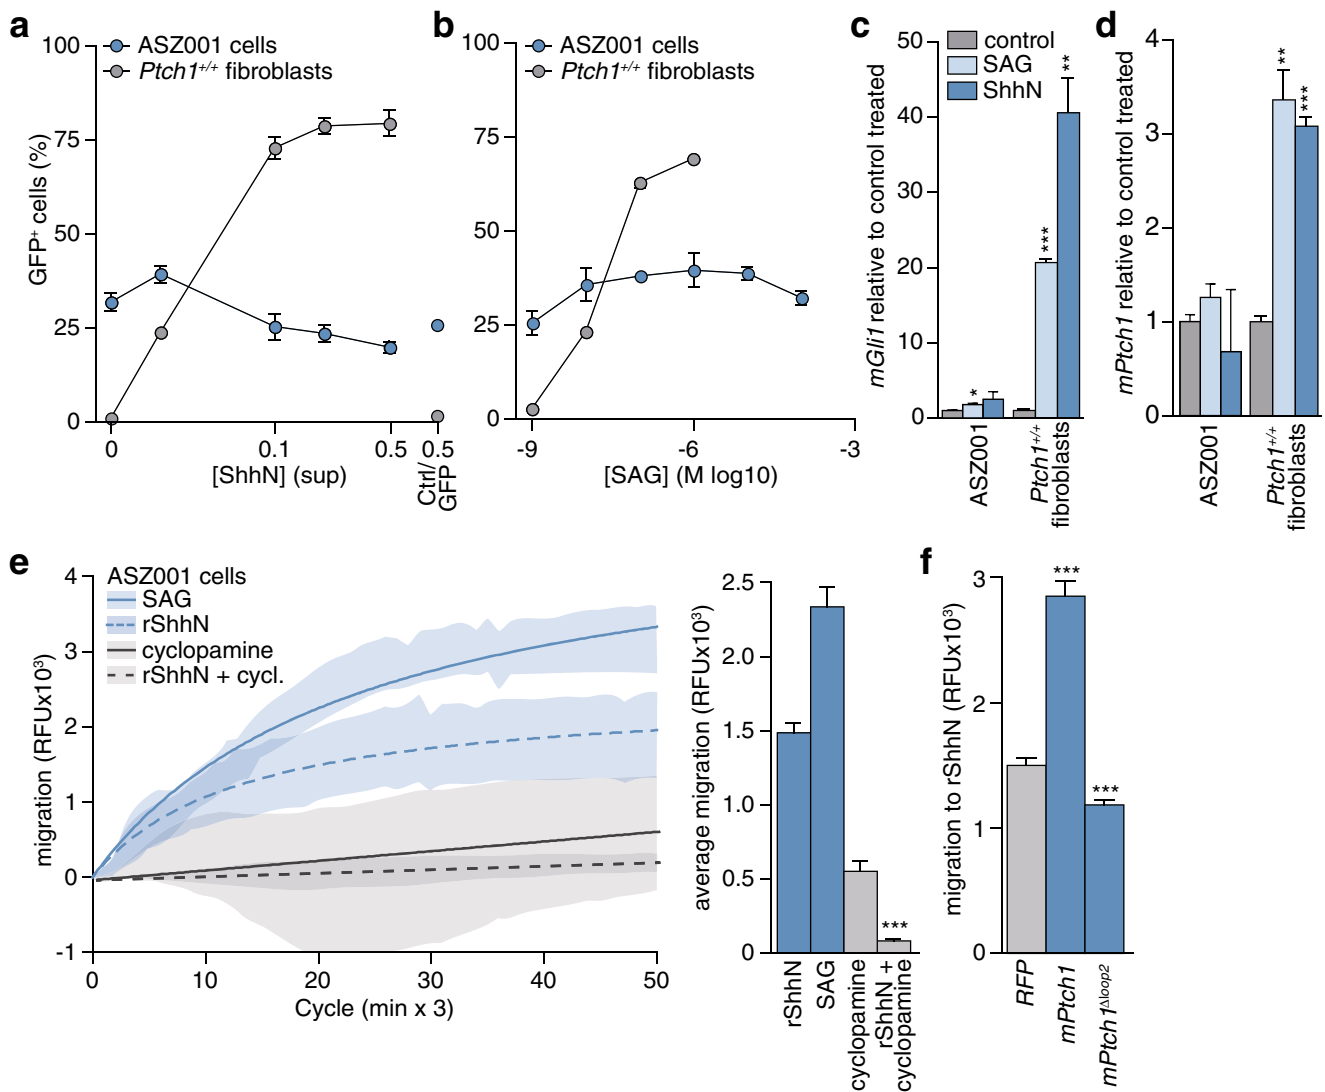 a
100
75
50
25
0
GFP+ cells (%)
ASZ001 cells
Ptch1+/+ fibroblasts
0
0.1
0.5
0.5
Ctrl/
GFP
[ShhN] (sup)
b
100
75
50
25
0
ASZ001 cells
Ptch1+/+ fibroblasts
-9
-6
-3
[SAG] (M log10)
c
50
40
30
20
10
0
mGli1 relative to control treated
control
SAG
ShhN
*
***
**
ASZ001
Ptch1+/+
fibroblasts
d
4
3
2
1
0
mPtch1 relative to control treated
**
***
ASZ001
Ptch1+/+
fibroblasts
e
4
3
2
1
0
-1
migration (RFUx10³)
ASZ001 cells
SAG
rShhN
cyclopamine
rShhN + cycl.
0
10
20
30
40
50
Cycle (min x 3)
2.5
2.0
1.5
1.0
0.5
0
average migration (RFUx10³)
***
rShhN
SAG
cyclopamine
rShhN +
cyclopamine
f
3
2
1
0
migration to rShhN (RFUx10³)
***
***
RFP
mPtch1
mPtch1Δloop2